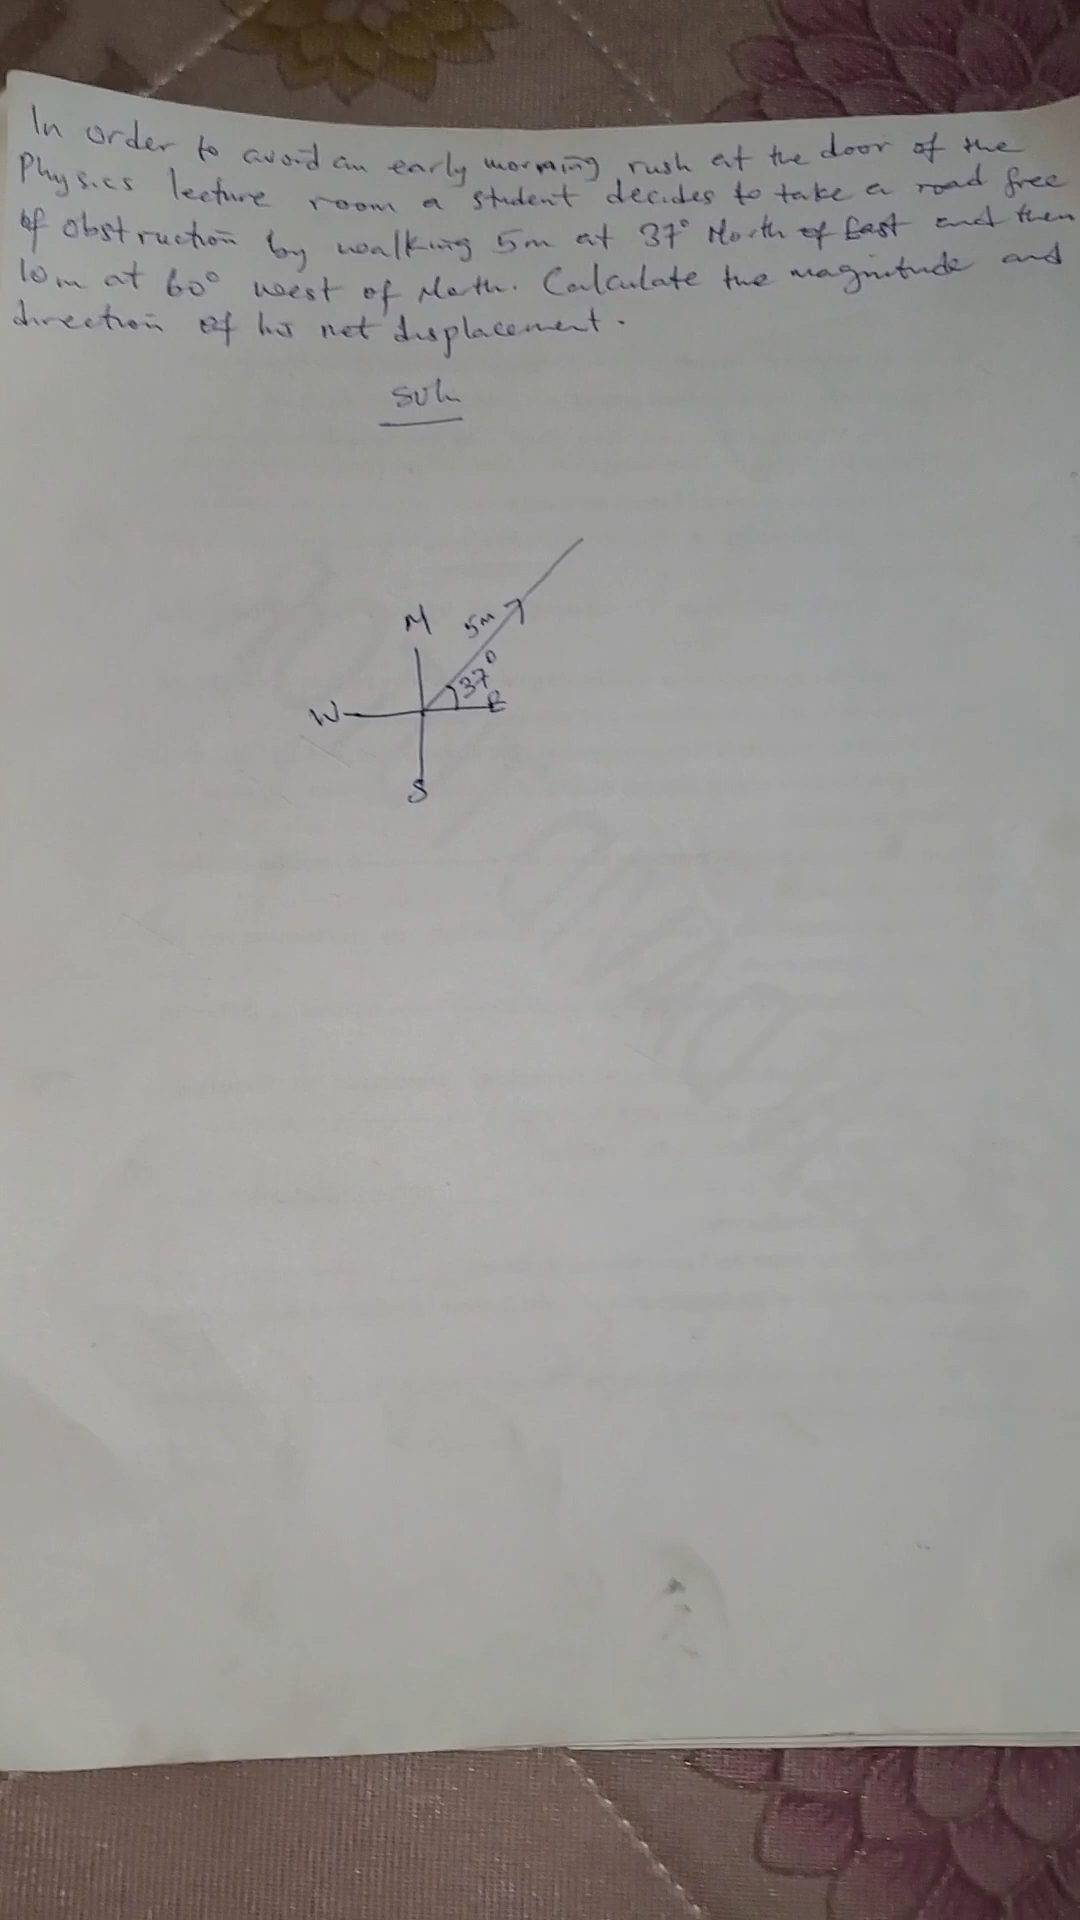 In order to avoid an early morning rush at the door of the
Physics lecture room a student decides to take a road free
of obstruction by walking 5m at 37° North of East and then
10m at 60° west of North. Calculate the magnitude and
direction of his net displacement.
Soln
N
5m
37°
W
E
S